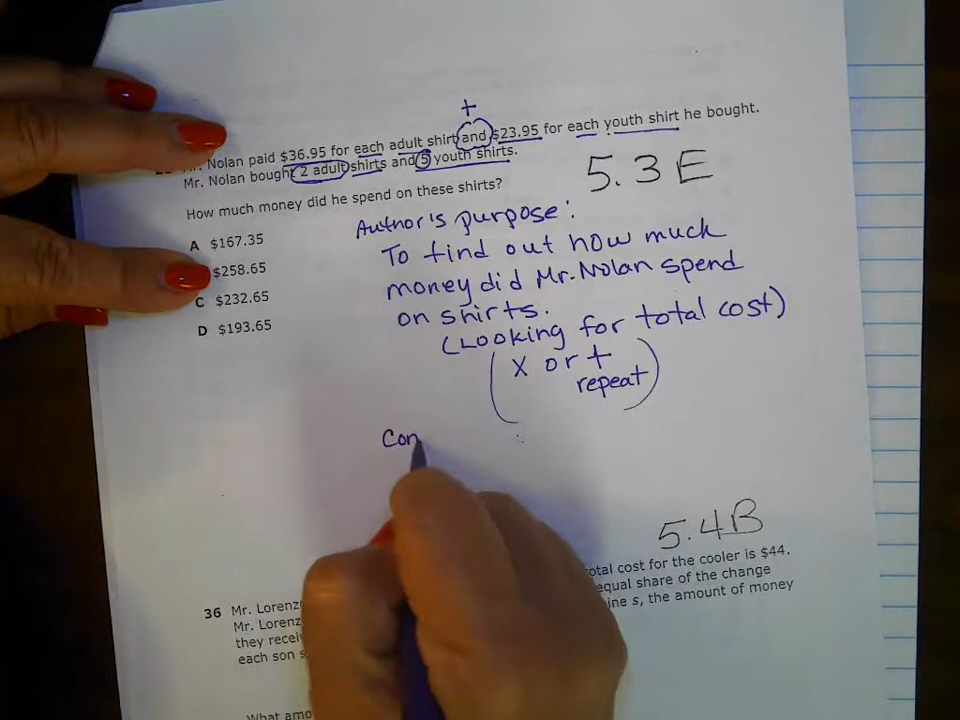 +
Mr. Nolan paid $36.95 for each adult shirt and $23.95 for each youth shirt he bought.
Mr. Nolan bought 2 adult shirts and 5 youth shirts.
5.3E
How much money did he spend on these shirts?
Author's purpose:
A $167.35
To find out how much
$258.65
money did Mr. Nolan spend
C $232.65
on shirts.
D $193.65
(Looking for total cost)
(X or +
repeat)
Con
5.4B
otal cost for the cooler is $44.
36 Mr. Lorenz
equal share of the change
Mr. Lorenz
ine s, the amount of money
they recei
each son s
What amo